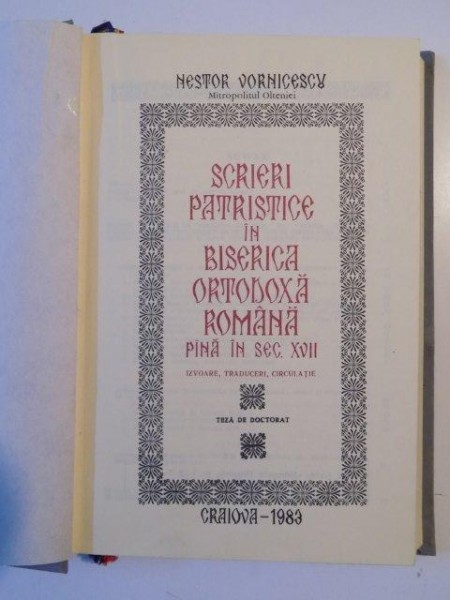 NESTOR VORNICESCU
Mitropolitul Olteniei
SCRIERI
PATRISTICE
ÎN
BISERICA
ORTODOXĂ
ROMÂNĂ
PÎNĂ ÎN SEC. XVII
IZVOARE, TRADUCERI, CIRCULAȚIE
TEZĂ DE DOCTORAT
CRAIOVA – 1983